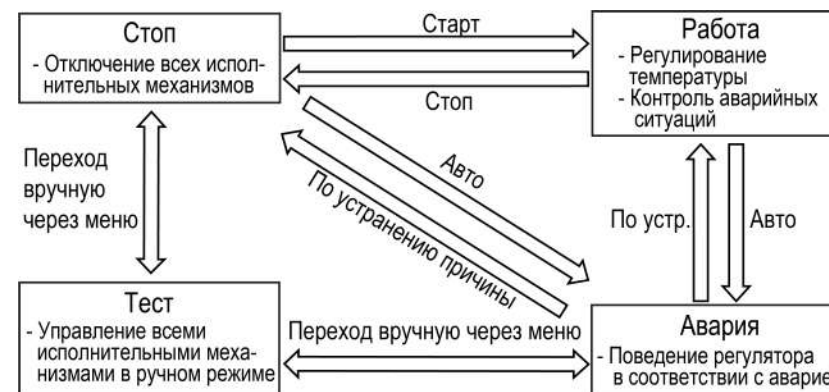 Стоп
- Отключение всех испол-
нительных механизмов
Старт
Стоп
Работа
- Регулирование
температуры
- Контроль аварийных
ситуаций
Переход
вручную
через меню
Авто
По устранению причины
По устр.
Авто
Тест
- Управление всеми
исполнительными меха-
низмами в ручном режиме
Переход вручную через меню
Авария
- Поведение регулятора
в соответствии с аварие